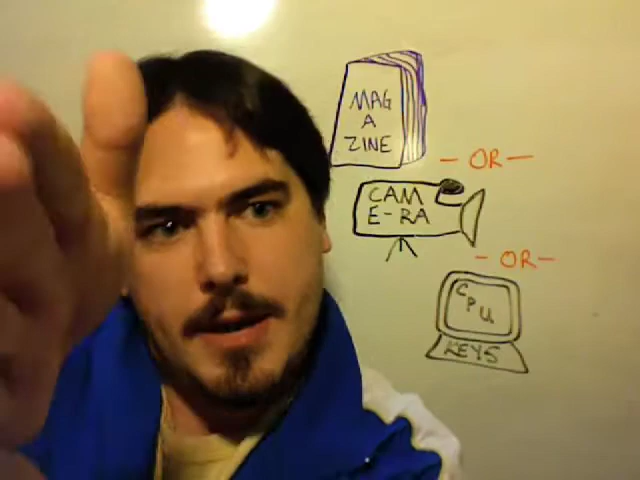 MAG
A
ZINE
- OR -
CAM
E-RA
- OR -
CPU
KEYS